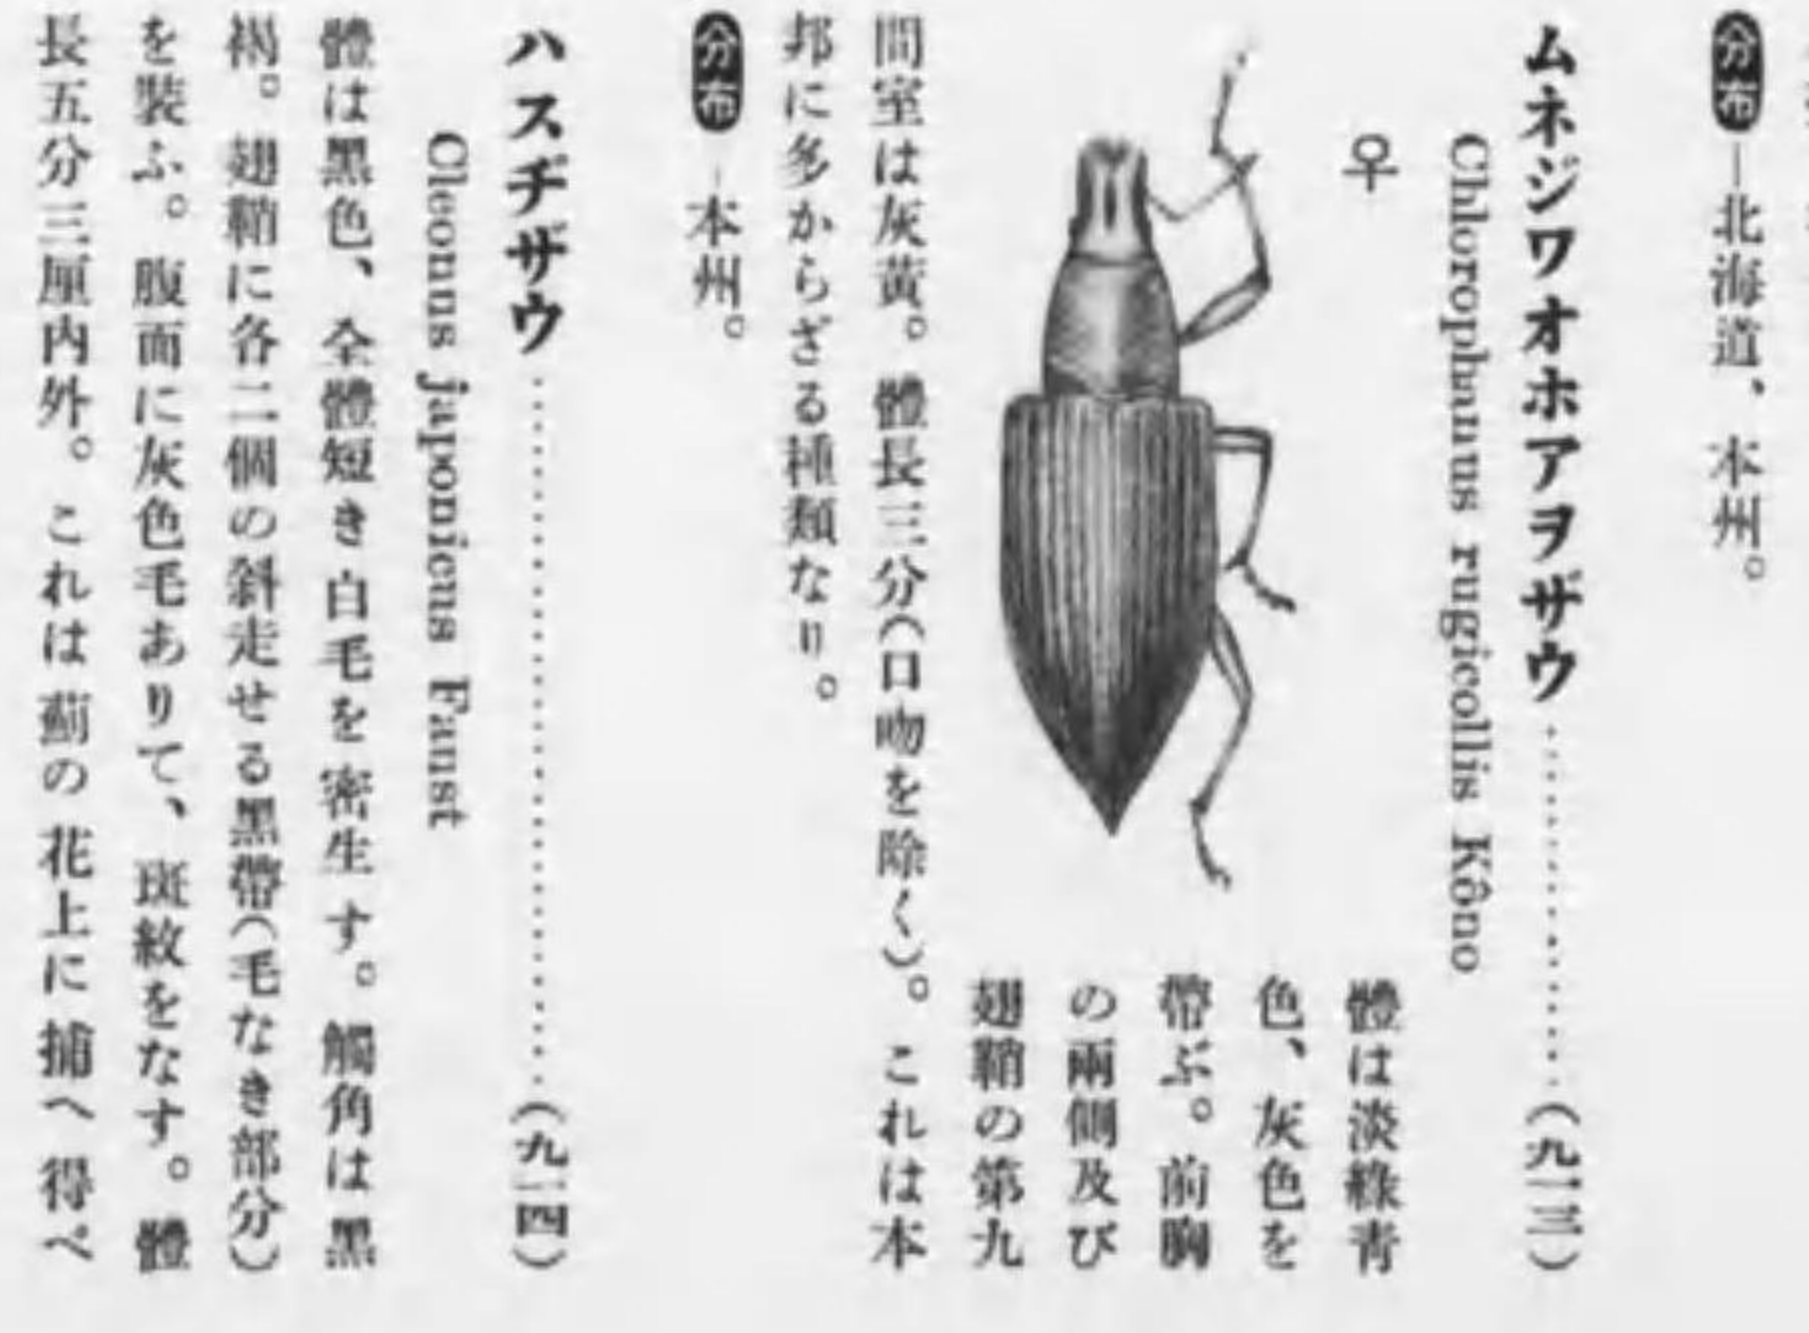 分布—北海道、本州。
ムネジワオホアヲザウ……………(九一三)
Chlorophanus rugicollis Kôno
♀
體は淡綠青
色、灰色を
帶ぶ。前胸
の兩側及び
翅鞘の第九
間室は灰黃。體長三分(口吻を除く)。これは本
邦に多からざる種類なり。
分布—本州。
ハスヂザウ……………………(九一四)
Cleonus japonicus Faust
體は黑色、全體短き白毛を密生す。觸角は黑
褐。翅鞘に各二個の斜走せる黑帶(毛なき部分)
を裝ふ。腹面に灰色毛ありて、斑紋をなす。體
長五分三厘內外。これは薊の花上に捕へ得べ